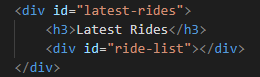 <div id="latest-rides">
    <h3>Latest Rides</h3>
    <div id="ride-list"></div>
</div>